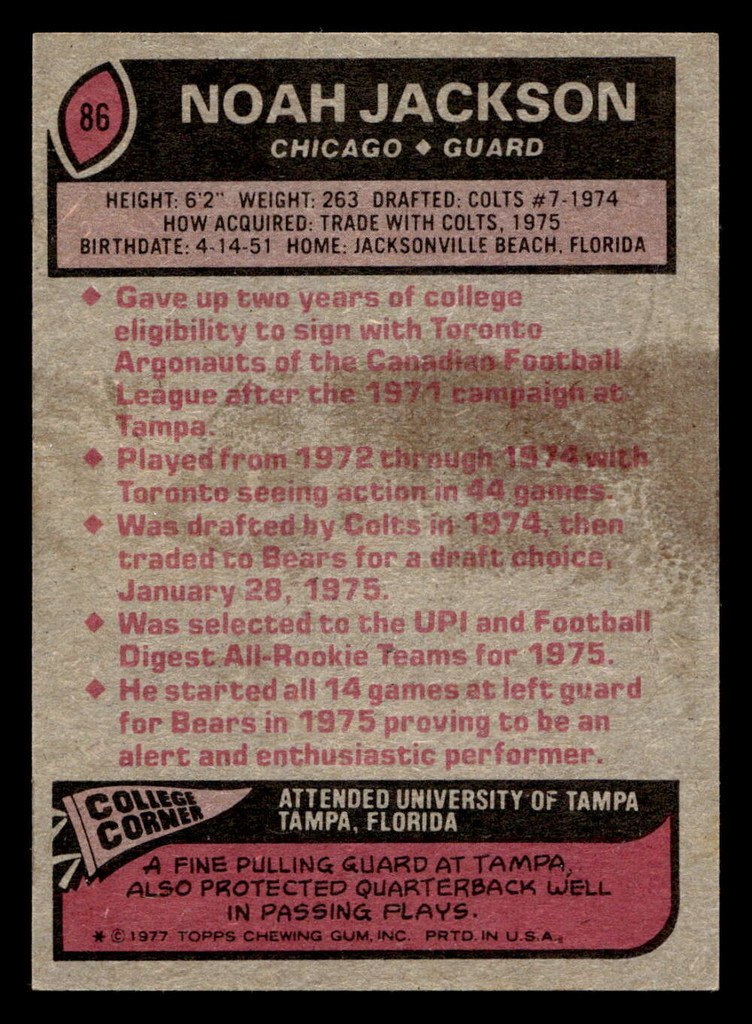 86
NOAH JACKSON
CHICAGO ◆ GUARD
HEIGHT: 6'2" WEIGHT: 263 DRAFTED: COLTS #7-1974
HOW ACQUIRED: TRADE WITH COLTS, 1975
BIRTHDATE: 4-14-51 HOME: JACKSONVILLE BEACH, FLORIDA
◆ Gave up two years of college
eligibility to sign with Toronto
Argonauts of the Canadian Football
League after the 1971 campaign at
Tampa.
◆ Played from 1972 through 1974 with
Toronto seeing action in 44 games.
◆ Was drafted by Colts in 1974, then
traded to Bears for a draft choice,
January 28, 1975.
◆ Was selected to the UPI and Football
Digest All-Rookie Teams for 1975.
◆ He started all 14 games at left guard
for Bears in 1975 proving to be an
alert and enthusiastic performer.
COLLEGE
CORNER
ATTENDED UNIVERSITY OF TAMPA
TAMPA, FLORIDA
A FINE PULLING GUARD AT TAMPA,
ALSO PROTECTED QUARTERBACK WELL
IN PASSING PLAYS.
* © 1977 TOPPS CHEWING GUM, INC. PRTD. IN U.S.A.